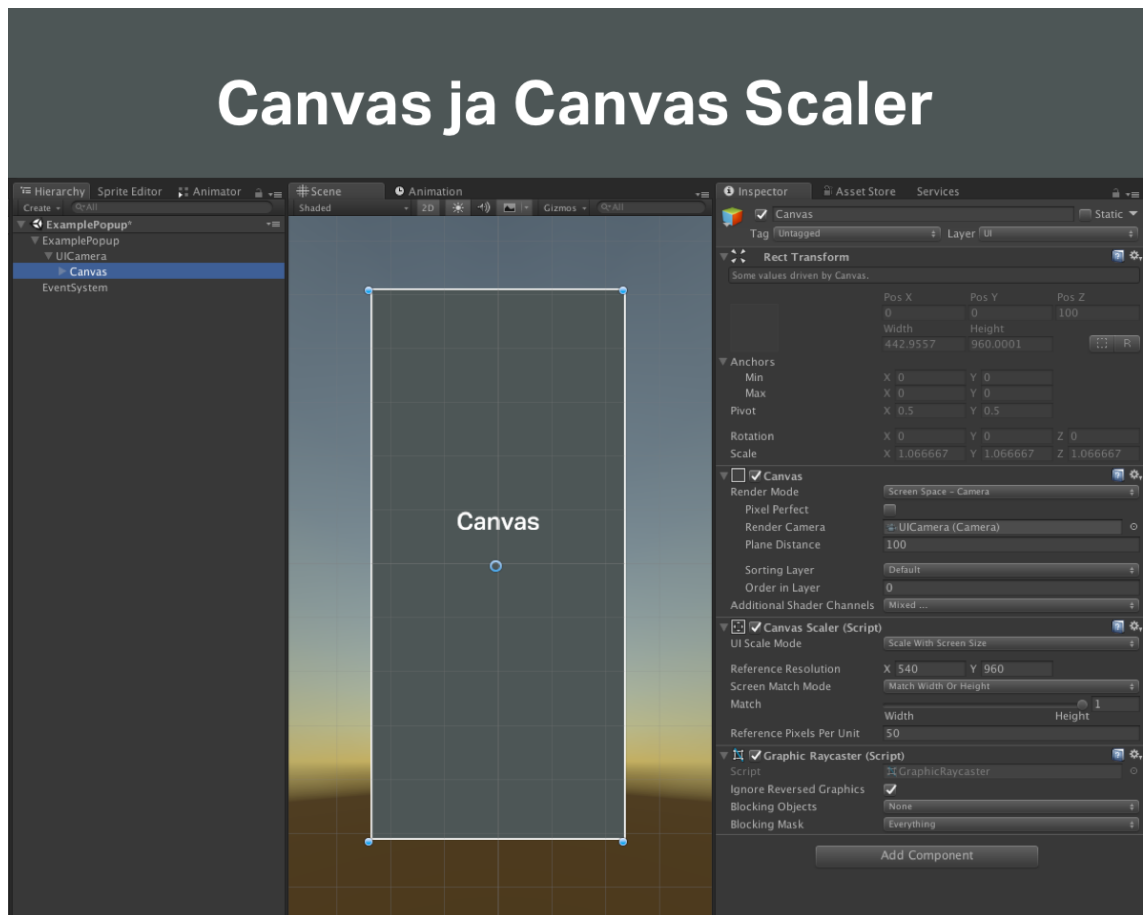 Canvas ja Canvas Scaler
Hierarchy Sprite Editor Animator
Create All
ExamplePopup*
ExamplePopup
UICamera
Canvas
EventSystem
Scene Animation
Shaded 2D Gizmos All
Canvas
Inspector Asset Store Services
Canvas Static
Tag Untagged Layer UI
Rect Transform
Some values driven by Canvas.
Pos X Pos Y Pos Z
0 0 100
Width Height
442.9557 960.0001 R
Anchors
Min X 0 Y 0
Max X 0 Y 0
Pivot X 0.5 Y 0.5
Rotation X 0 Y 0 Z 0
Scale X 1.066667 Y 1.066667 Z 1.066667
Canvas
Render Mode Screen Space – Camera
Pixel Perfect
Render Camera UICamera (Camera)
Plane Distance 100
Sorting Layer Default
Order in Layer 0
Additional Shader Channels Mixed ...
Canvas Scaler (Script)
UI Scale Mode Scale With Screen Size
Reference Resolution X 540 Y 960
Screen Match Mode Match Width Or Height
Match 1
Width Height
Reference Pixels Per Unit 50
Graphic Raycaster (Script)
Script GraphicRaycaster
Ignore Reversed Graphics
Blocking Objects None
Blocking Mask Everything
Add Component